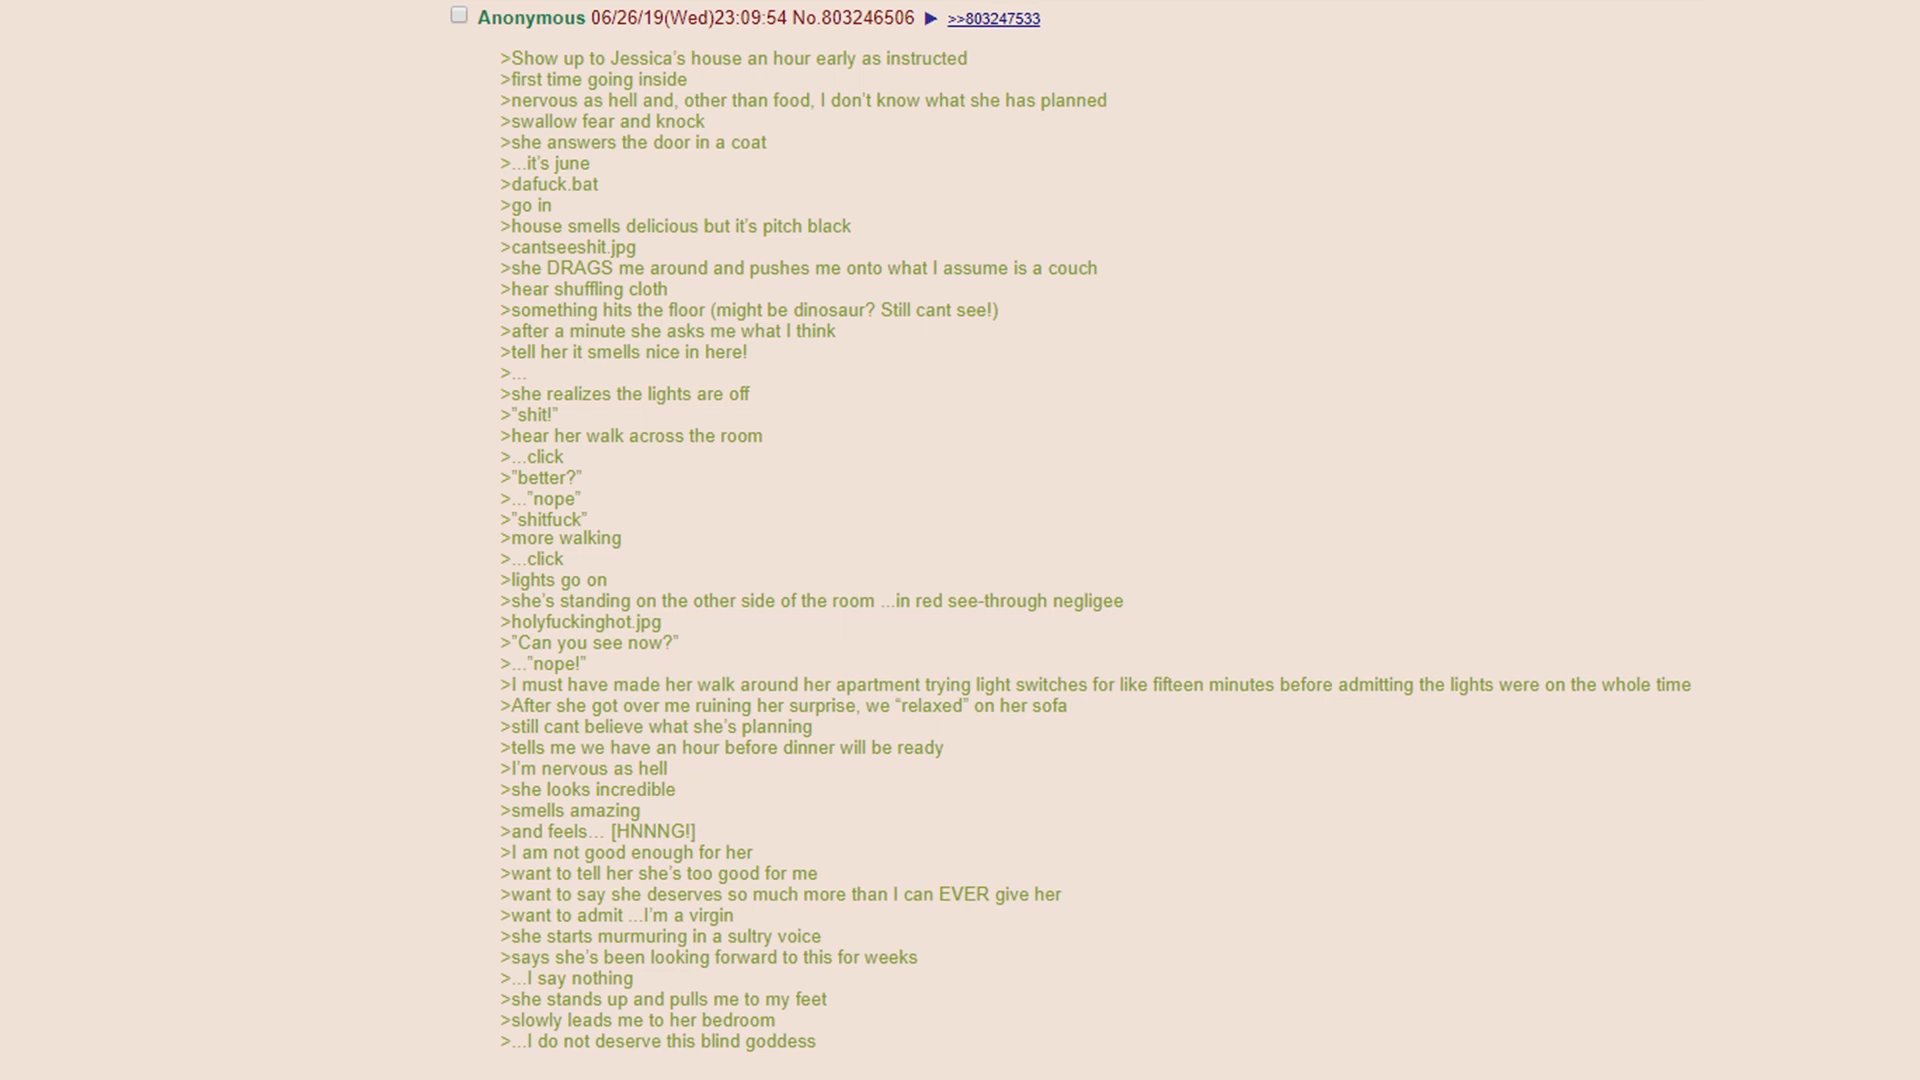 Anonymous 06/26/19(Wed)23:09:54 No.803246506 ▶ >>803247533
>Show up to Jessica's house an hour early as instructed
>first time going inside
>nervous as hell and, other than food, I don't know what she has planned
>swallow fear and knock
>she answers the door in a coat
>...it's june
>dafuck.bat
>go in
>house smells delicious but it's pitch black
>cantseeshit.jpg
>she DRAGS me around and pushes me onto what I assume is a couch
>hear shuffling cloth
>something hits the floor (might be dinosaur? Still cant see!)
>after a minute she asks me what I think
>tell her it smells nice in here!
>...
>she realizes the lights are off
>"shit!"
>hear her walk across the room
>...click
>"better?"
>..."nope"
>"shitfuck"
>more walking
>...click
>lights go on
>she's standing on the other side of the room ...in red see-through negligee
>holyfuckinghot.jpg
>"Can you see now?"
>..."nope!"
>I must have made her walk around her apartment trying light switches for like fifteen minutes before admitting the lights were on the whole time
>After she got over me ruining her surprise, we “relaxed” on her sofa
>still cant believe what she's planning
>tells me we have an hour before dinner will be ready
>I'm nervous as hell
>she looks incredible
>smells amazing
>and feels... [HNNNG!]
>I am not good enough for her
>want to tell her she's too good for me
>want to say she deserves so much more than I can EVER give her
>want to admit ...I'm a virgin
>she starts murmuring in a sultry voice
>says she's been looking forward to this for weeks
>...I say nothing
>she stands up and pulls me to my feet
>slowly leads me to her bedroom
>...I do not deserve this blind goddess